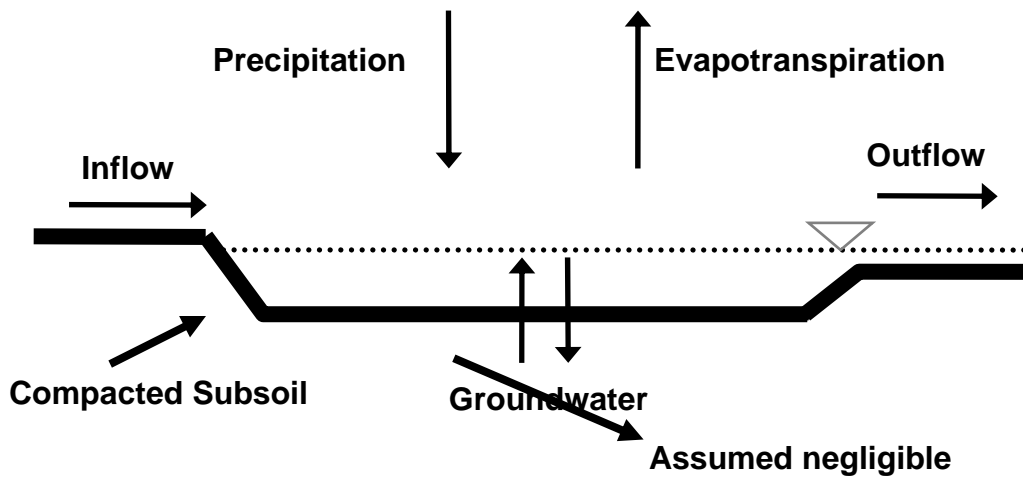 Precipitation
Evapotranspiration
Inflow
Outflow
Compacted Subsoil
Groundwater
Assumed negligible